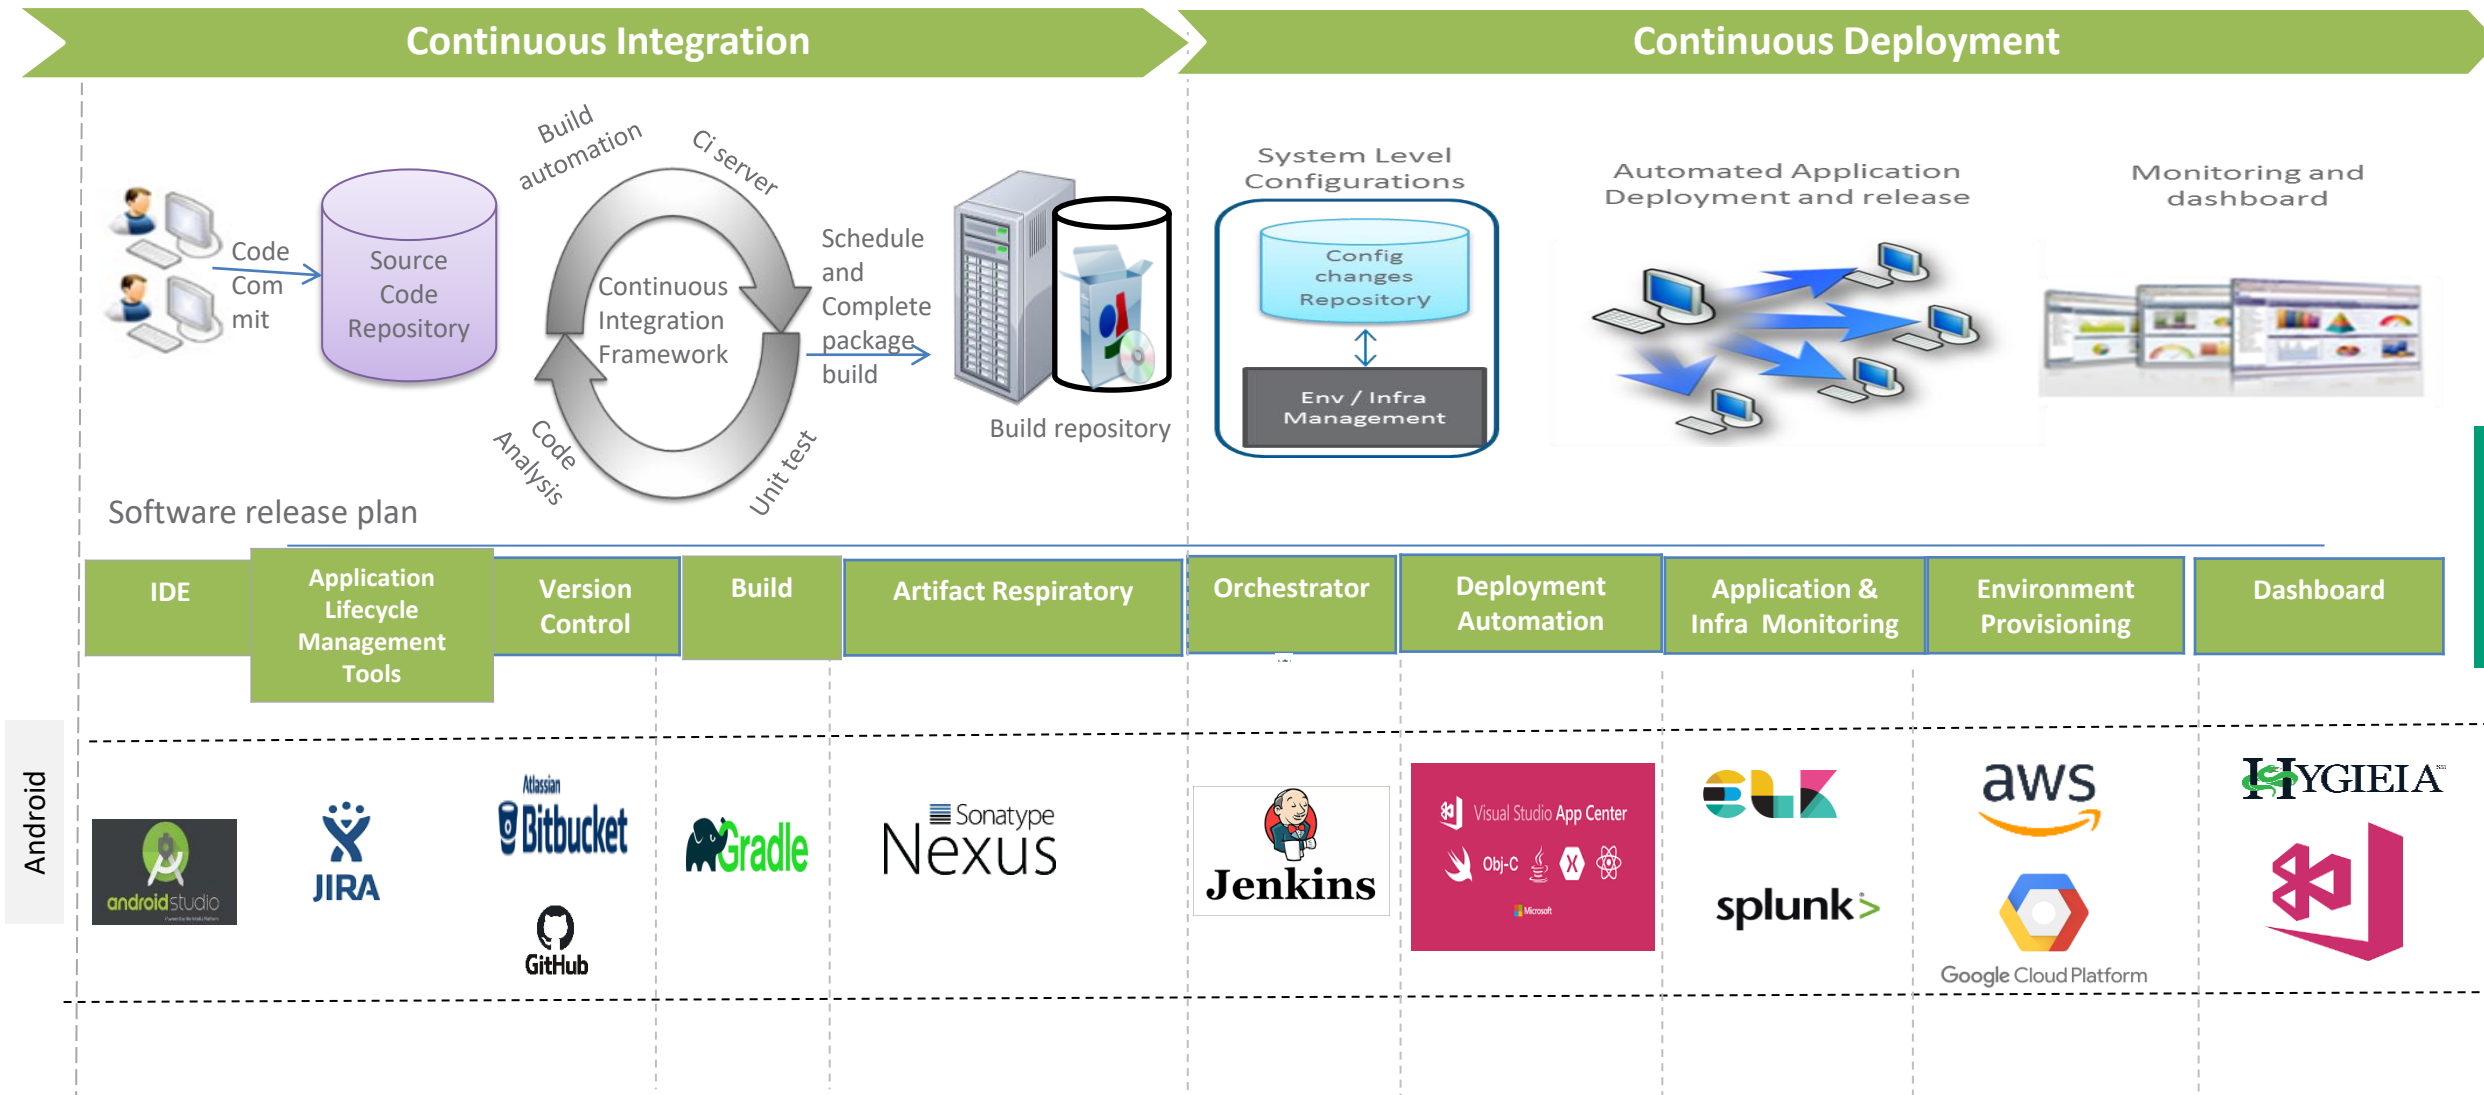 Continuous Integration
Continuous Deployment
Build
automation
Ci server
Code
Com
mit
Source
Code
Repository
Continuous
Integration
Framework
Code
Analysis
Unit test
Schedule
and
Complete
package
build
Build repository
System Level
Configurations
Config
changes
Repository
Env / Infra
Management
Automated Application
Deployment and release
Monitoring and
dashboard
Software release plan
IDE
Application
Lifecycle
Management
Tools
Version
Control
Build
Artifact Respiratory
Orchestrator
Deployment
Automation
Application &
Infra Monitoring
Environment
Provisioning
Dashboard
Android
androidstudio
JIRA
Atlassian
Bitbucket
GitHub
Gradle
Sonatype
Nexus
Jenkins
Visual Studio App Center
Obj-C
Microsoft
elk
splunk>
aws
Google Cloud Platform
HYGIEIA